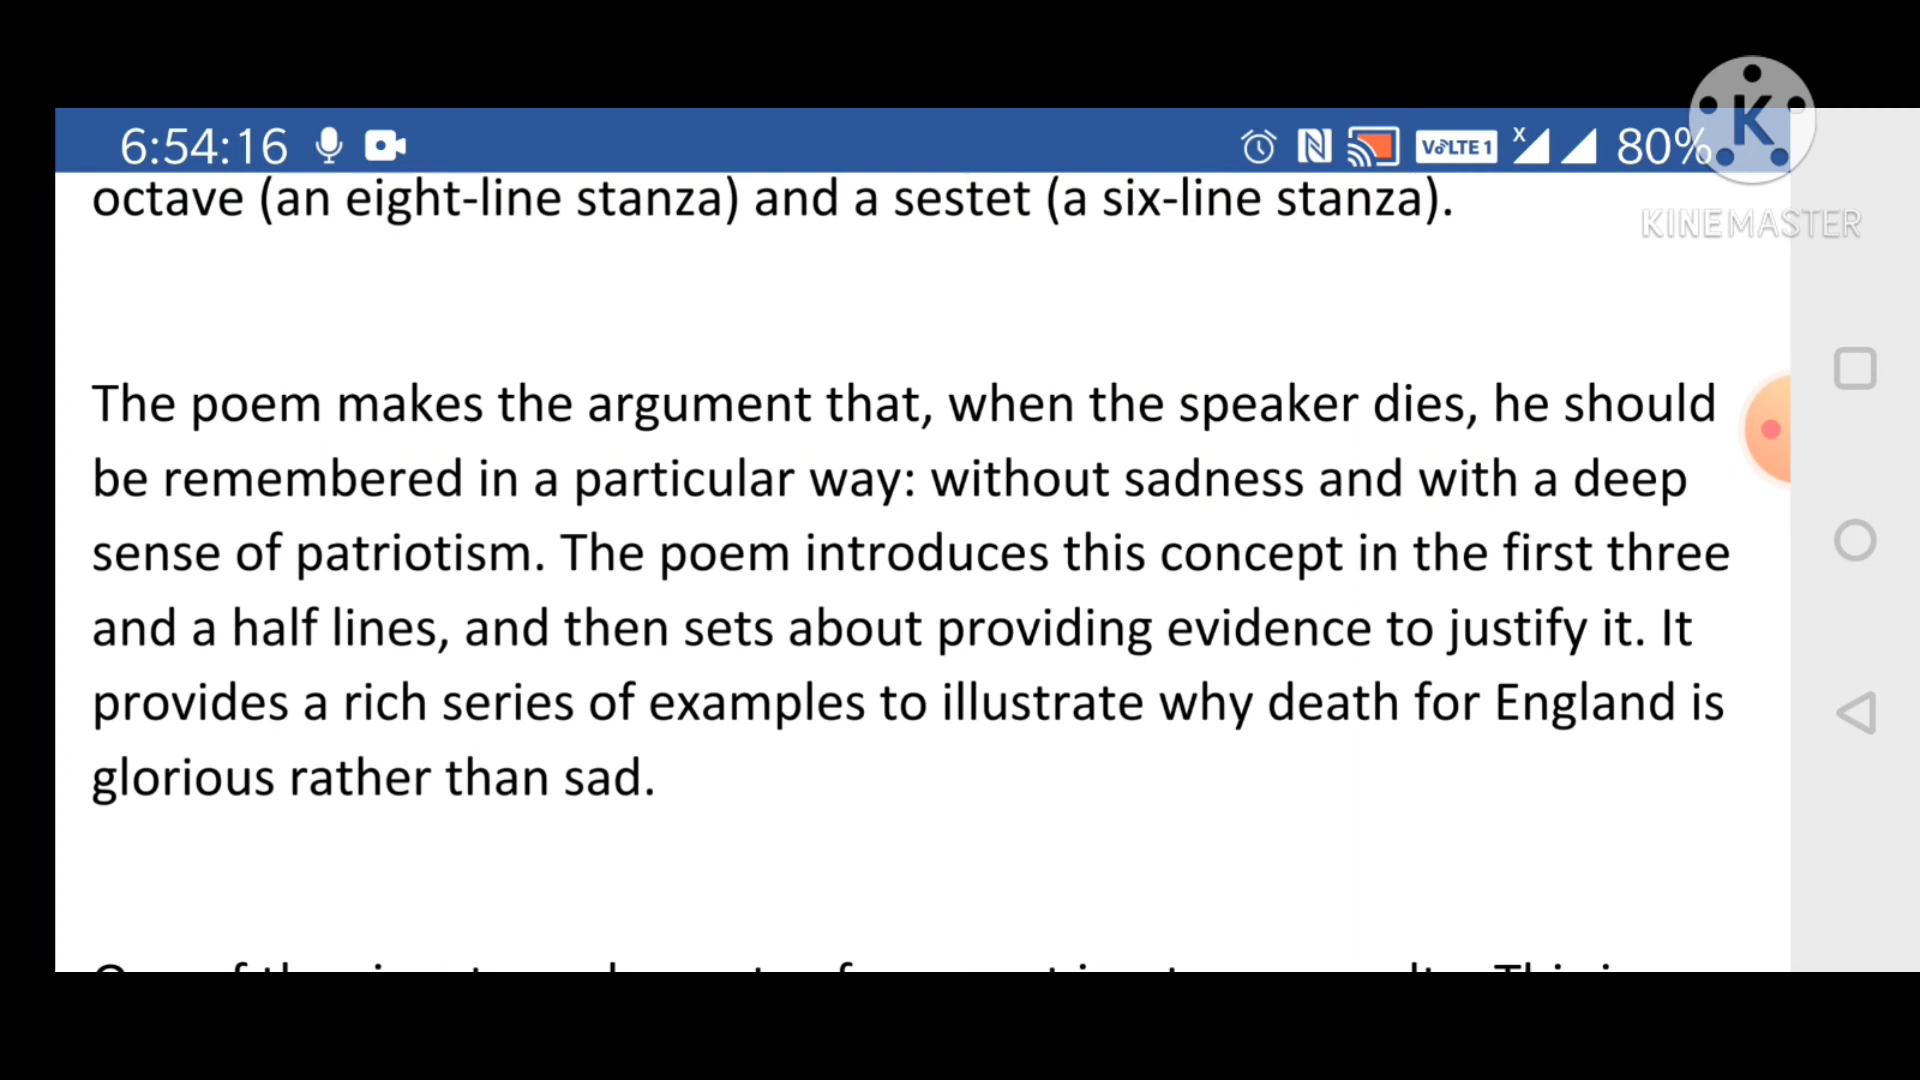 6:54:16 VoLTE 1 x 80%
K
KINEMASTER
octave (an eight-line stanza) and a sestet (a six-line stanza).
The poem makes the argument that, when the speaker dies, he should
be remembered in a particular way: without sadness and with a deep
sense of patriotism. The poem introduces this concept in the first three
and a half lines, and then sets about providing evidence to justify it. It
provides a rich series of examples to illustrate why death for England is
glorious rather than sad.